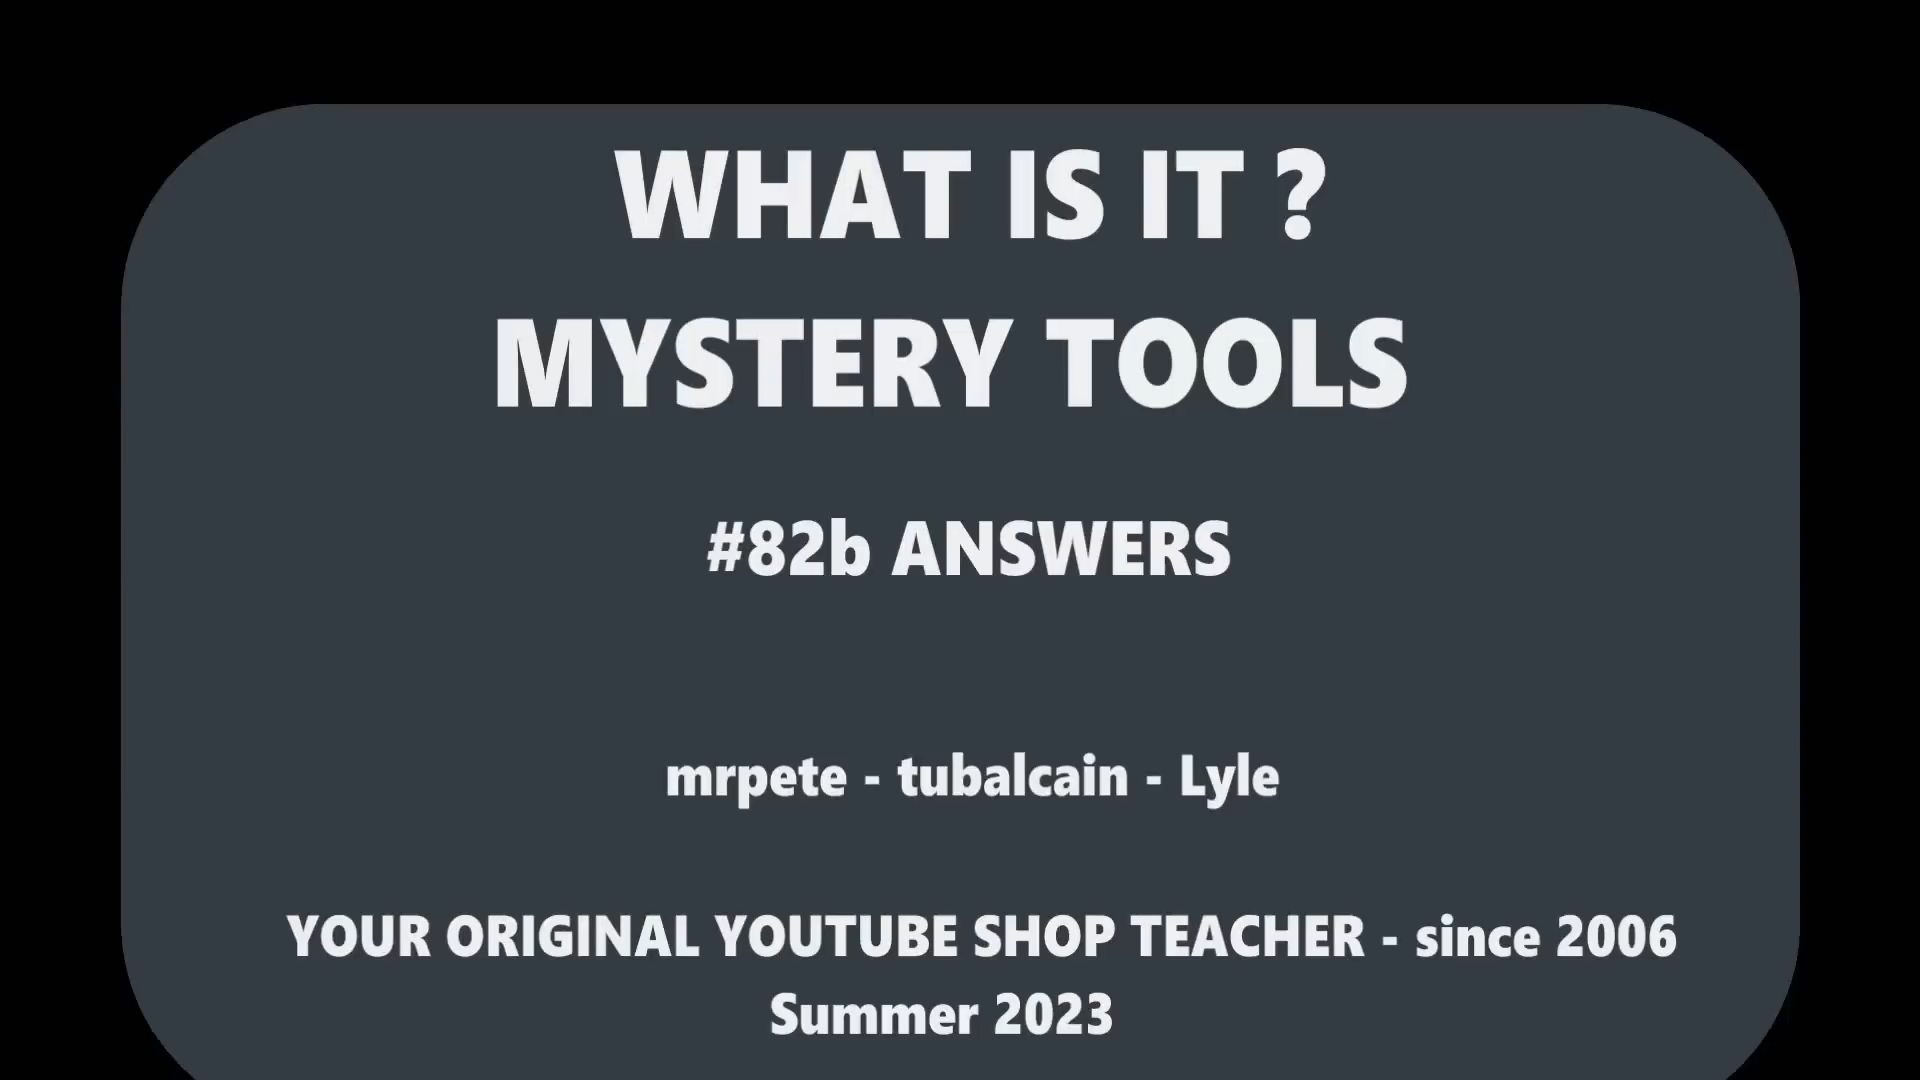 WHAT IS IT ?
MYSTERY TOOLS
#82b ANSWERS
mrpete - tubalcain - Lyle
YOUR ORIGINAL YOUTUBE SHOP TEACHER - since 2006
Summer 2023